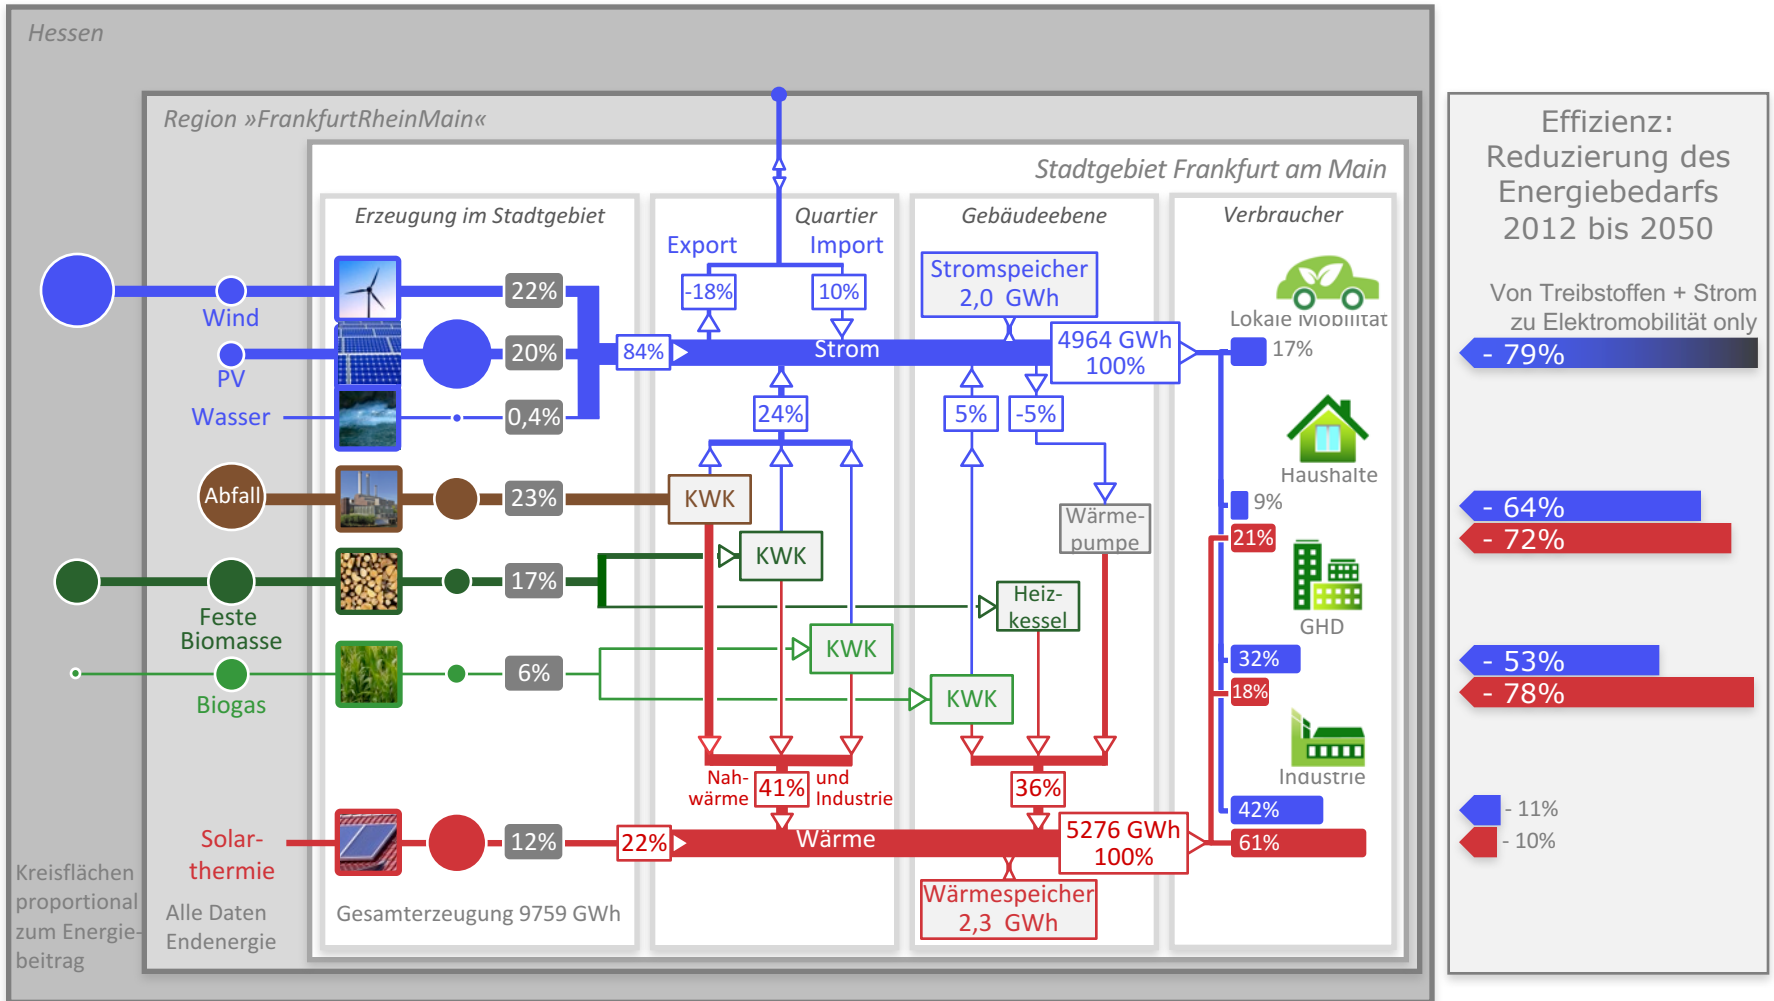 Hessen
Region »FrankfurtRheinMain«
Stadtgebiet Frankfurt am Main
Erzeugung im Stadtgebiet
Quartier
Gebäudeebene
Verbraucher
Export
Import
-18%
10%
Stromspeicher
2,0 GWh
Wind
22%
PV
20%
Wasser
0,4%
84%
Strom
4964 GWh
100%
Lokale Mobilität
17%
24%
5%
-5%
Haushalte
9%
21%
Abfall
23%
KWK
Wärme-
pumpe
Feste
Biomasse
17%
KWK
Heiz-
kessel
GHD
32%
18%
Biogas
6%
KWK
KWK
Nah-
wärme
41%
und
Industrie
36%
Industrie
42%
61%
Solar-
thermie
12%
22%
Wärme
5276 GWh
100%
Wärmespeicher
2,3 GWh
Gesamterzeugung 9759 GWh
Alle Daten
Endenergie
Kreisflächen
proportional
zum Energie-
beitrag
Effizienz:
Reduzierung des
Energiebedarfs
2012 bis 2050
Von Treibstoffen + Strom
zu Elektromobilität only
- 79%
- 64%
- 72%
- 53%
- 78%
- 11%
- 10%